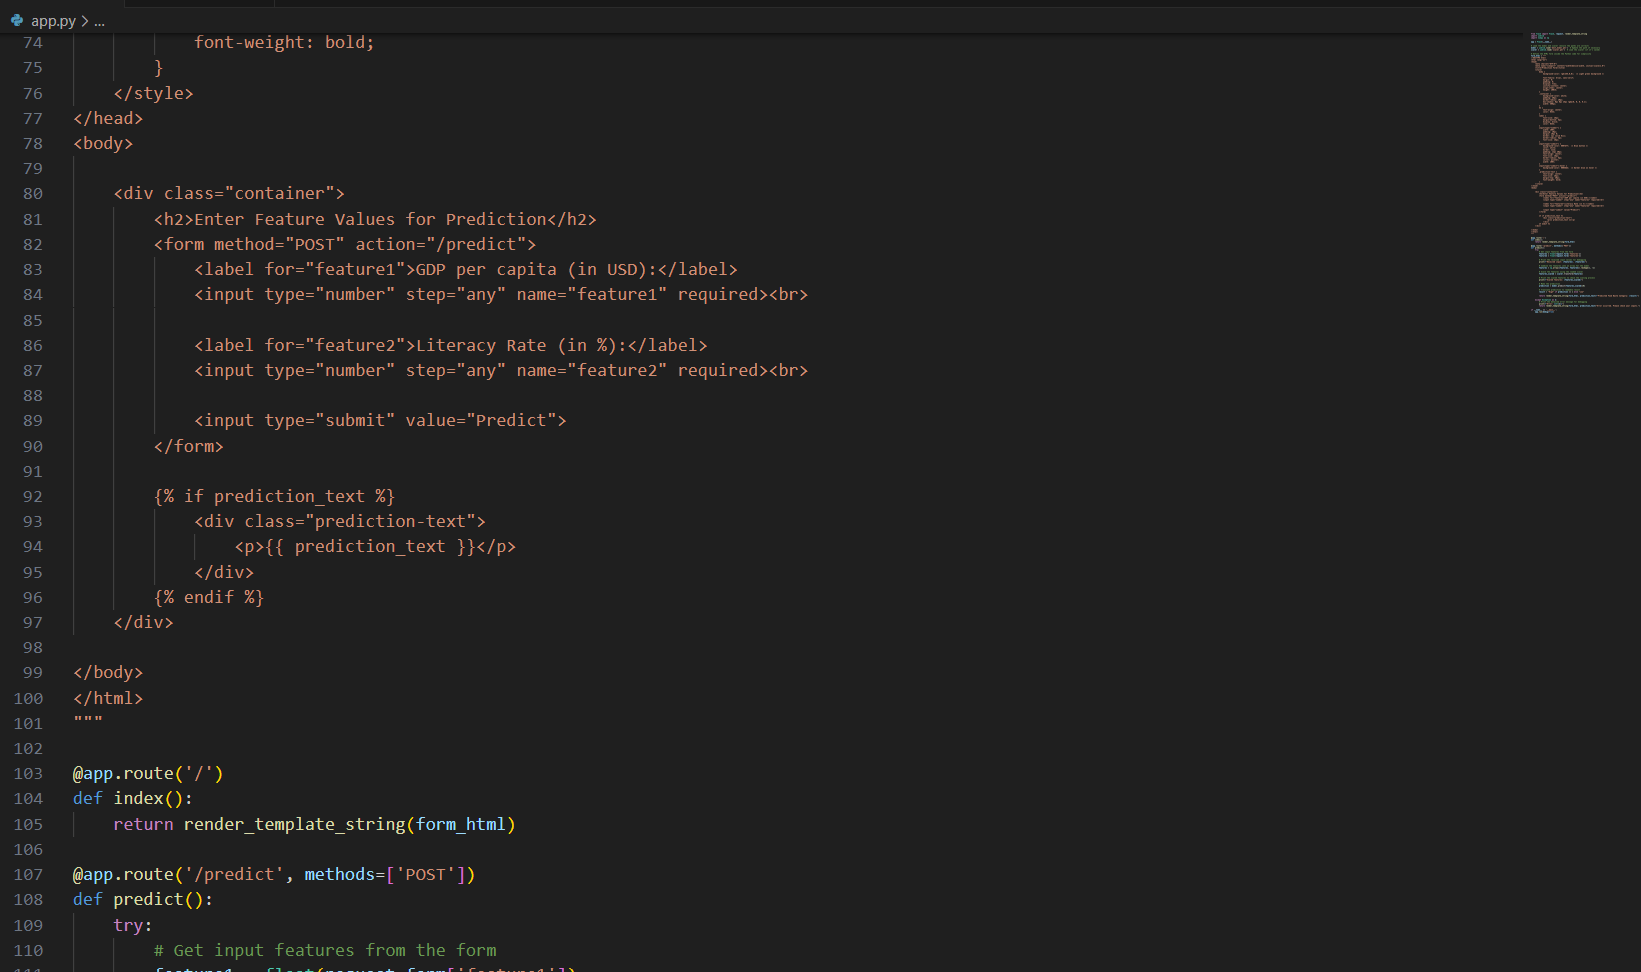 app.py > ...
74 font-weight: bold;
75 }
76 </style>
77 </head>
78 <body>
79
80 <div class="container">
81 <h2>Enter Feature Values for Prediction</h2>
82 <form method="POST" action="/predict">
83 <label for="feature1">GDP per capita (in USD):</label>
84 <input type="number" step="any" name="feature1" required><br>
85
86 <label for="feature2">Literacy Rate (in %):</label>
87 <input type="number" step="any" name="feature2" required><br>
88
89 <input type="submit" value="Predict">
90 </form>
91
92 {% if prediction_text %}
93 <div class="prediction-text">
94 <p>{{ prediction_text }}</p>
95 </div>
96 {% endif %}
97 </div>
98
99 </body>
100 </html>
101 """
102
103 @app.route('/')
104 def index():
105 return render_template_string(form_html)
106
107 @app.route('/predict', methods=['POST'])
108 def predict():
109 try:
110 # Get input features from the form
111 feature1 = float(request.form['feature1'])